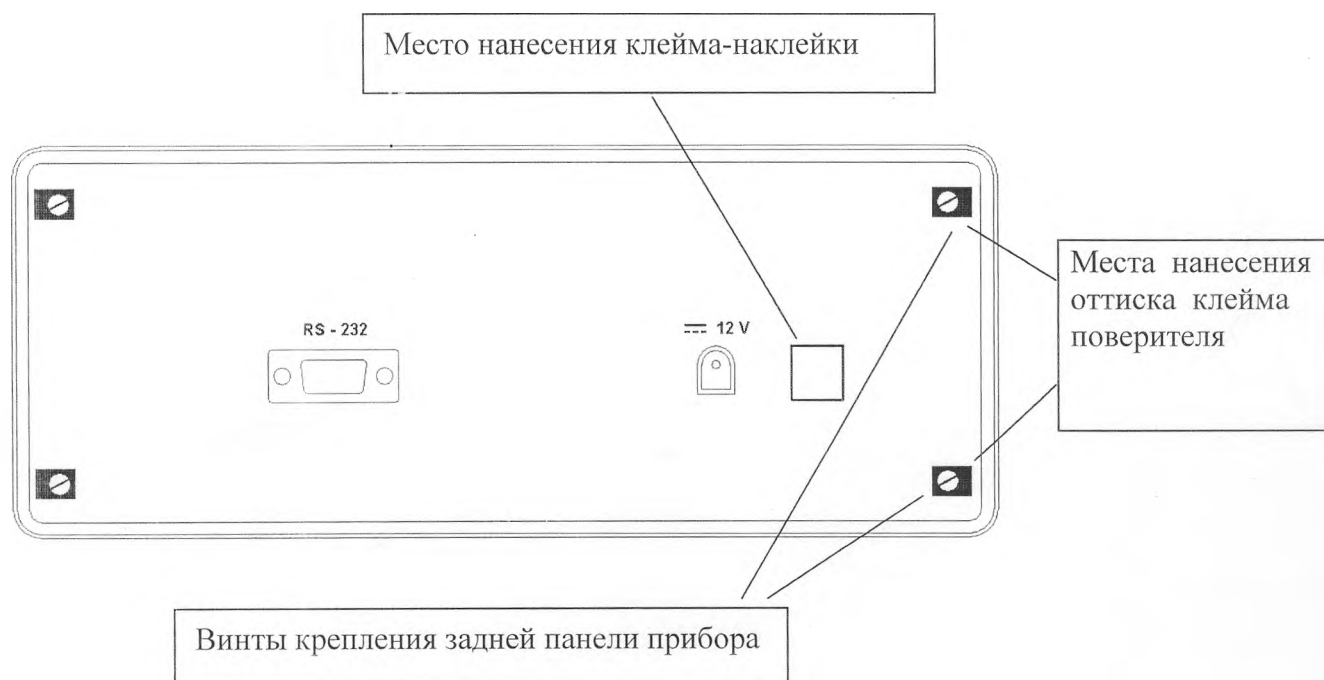 Место нанесения клейма-наклейки
RS - 232
12 V
Места нанесения
оттиска клейма
поверителя
Винты крепления задней панели прибора